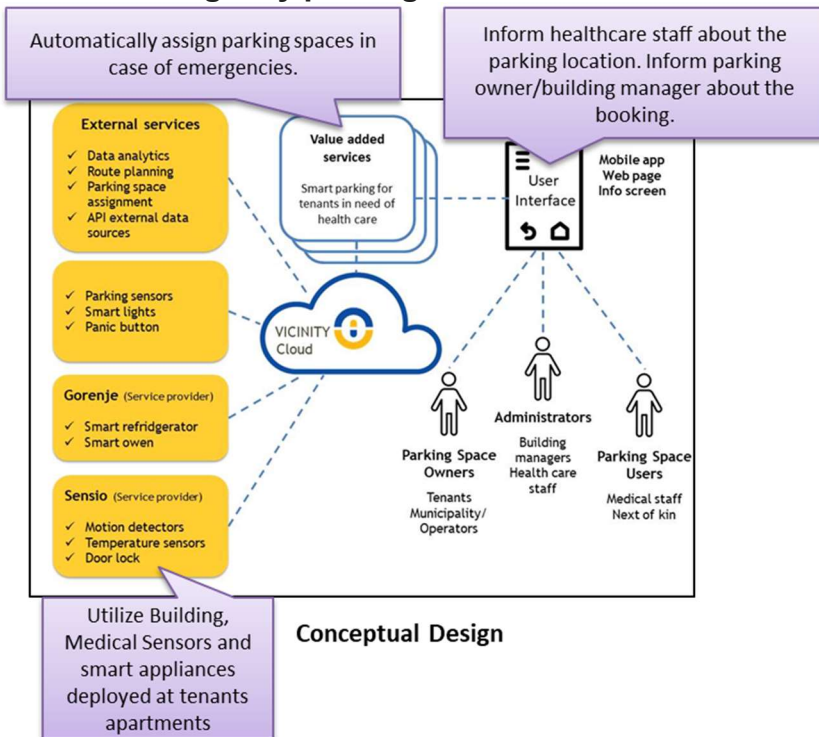 Automatically assign parking spaces in
case of emergencies.
Inform healthcare staff about the
parking location. Inform parking
owner/building manager about the
booking.
External services
✓ Data analytics
✓ Route planning
✓ Parking space
assignment
✓ API external data
sources
Value added
services
Smart parking for
tenants in need of
health care
User
Interface
Mobile app
Web page
Info screen
✓ Parking sensors
✓ Smart lights
✓ Panic button
VICINITY
Cloud
Gorenje (Service provider)
✓ Smart refridgerator
✓ Smart owen
Sensio (Service provider)
✓ Motion detectors
✓ Temperature sensors
✓ Door lock
Parking Space
Owners
Tenants
Municipality/
Operators
Administrators
Building
managers
Health care
staff
Parking Space
Users
Medical staff
Next of kin
Utilize Building,
Medical Sensors and
smart appliances
deployed at tenants
apartments
Conceptual Design